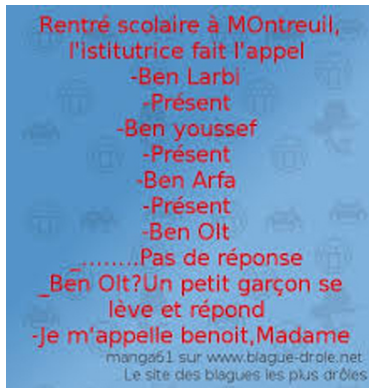 Rentré scolaire à MOntreuil,
l'istitutrice fait l'appel
-Ben Larbi
-Présent
-Ben youssef
-Présent
-Ben Arfa
-Présent
-Ben OIt
_........Pas de réponse
_Ben OIt?Un petit garçon se
lève et répond
-Je m'appelle benoit,Madame
manga61 sur www.blague-drole.net
Le site des blagues les plus drôles